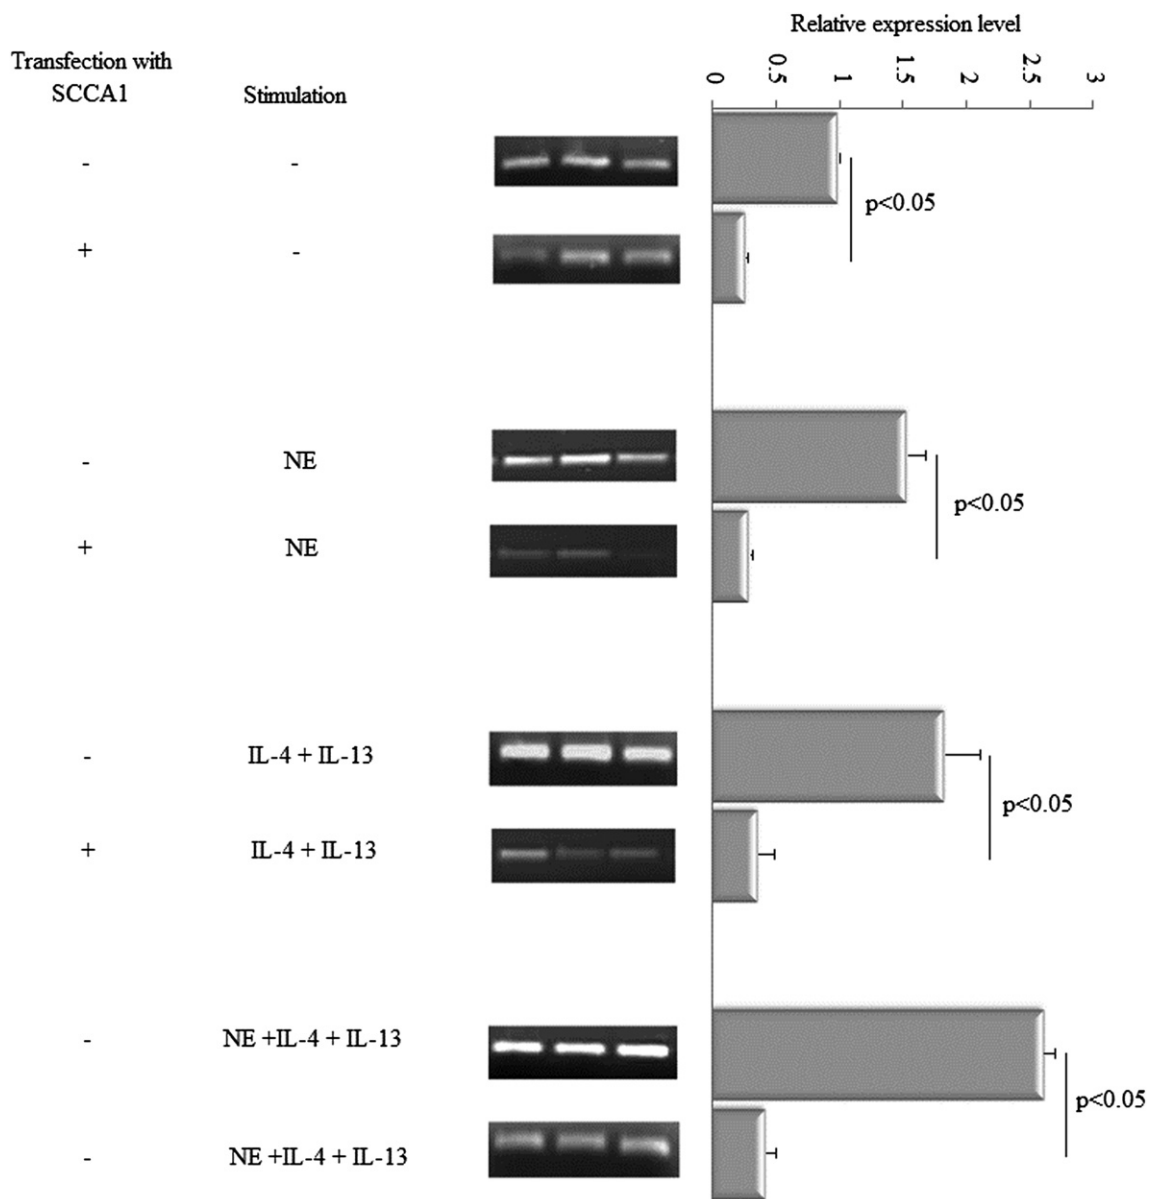 Relative expression level
Transfection with
SCCA1
Stimulation
0 0.5 1 1.5 2 2.5 3
- -
p<0.05
+ -
- NE
p<0.05
+ NE
- IL-4 + IL-13
p<0.05
+ IL-4 + IL-13
- NE +IL-4 + IL-13
p<0.05
- NE +IL-4 + IL-13